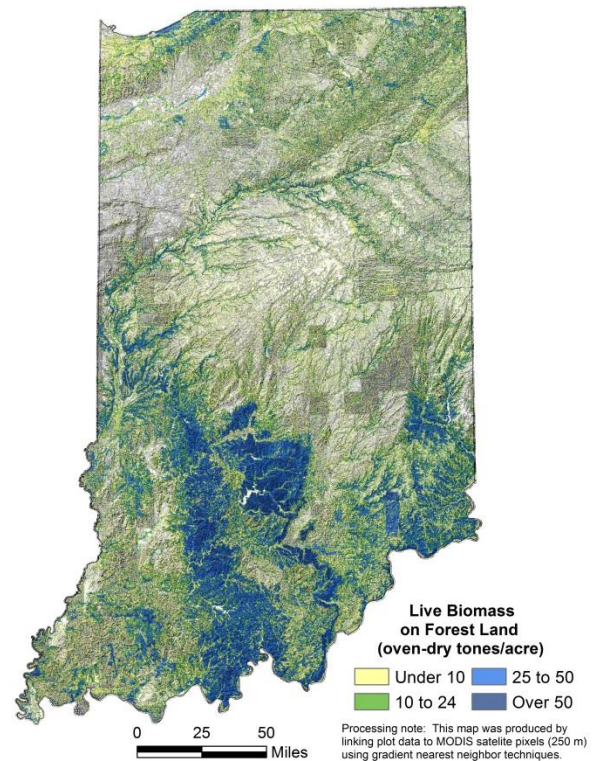 Live Biomass
on Forest Land
(oven-dry tones/acre)
Under 10
25 to 50
10 to 24
Over 50
0 25 50
Miles
Processing note: This map was produced by
linking plot data to MODIS satelite pixels (250 m)
using gradient nearest neighbor techniques.